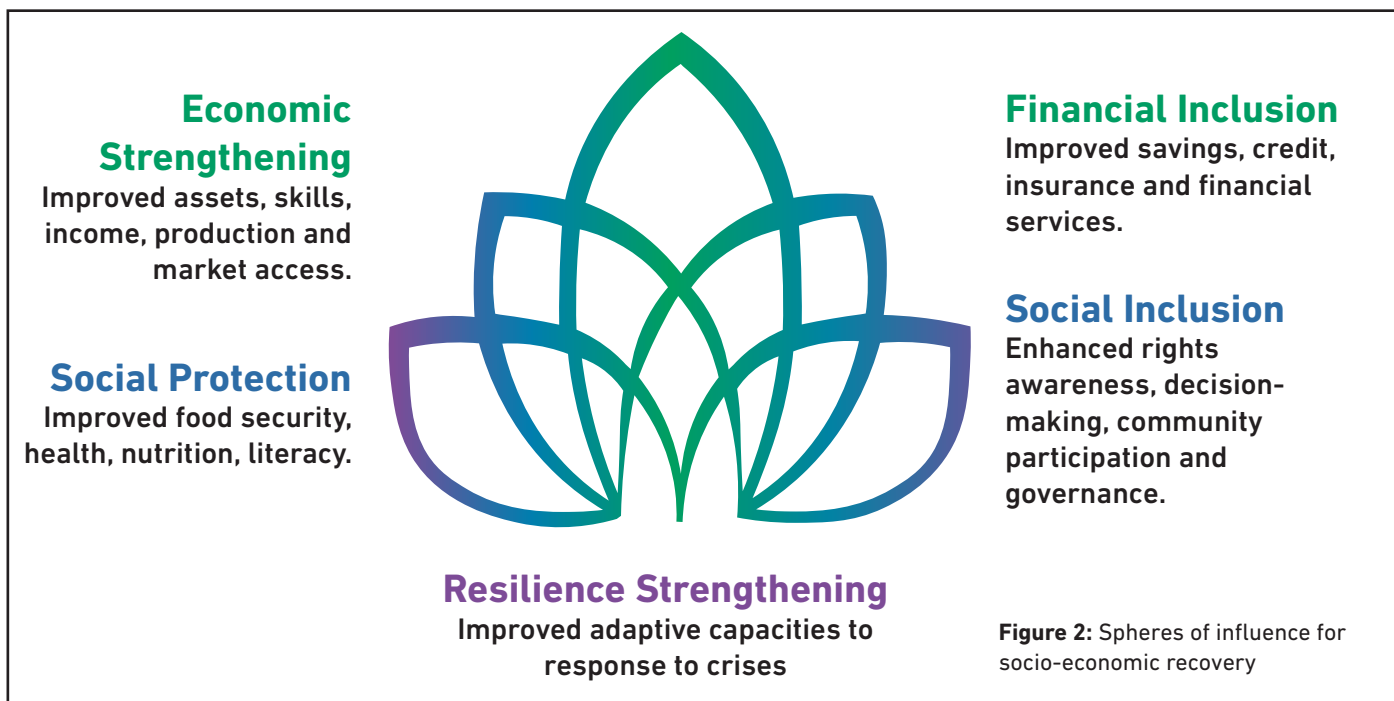 Economic
Strengthening
Improved assets, skills,
income, production and
market access.
Social Protection
Improved food security,
health, nutrition, literacy.
Financial Inclusion
Improved savings, credit,
insurance and financial
services.
Social Inclusion
Enhanced rights
awareness, decision-
making, community
participation and
governance.
Resilience Strengthening
Improved adaptive capacities to
response to crises
Figure 2: Spheres of influence for
socio-economic recovery